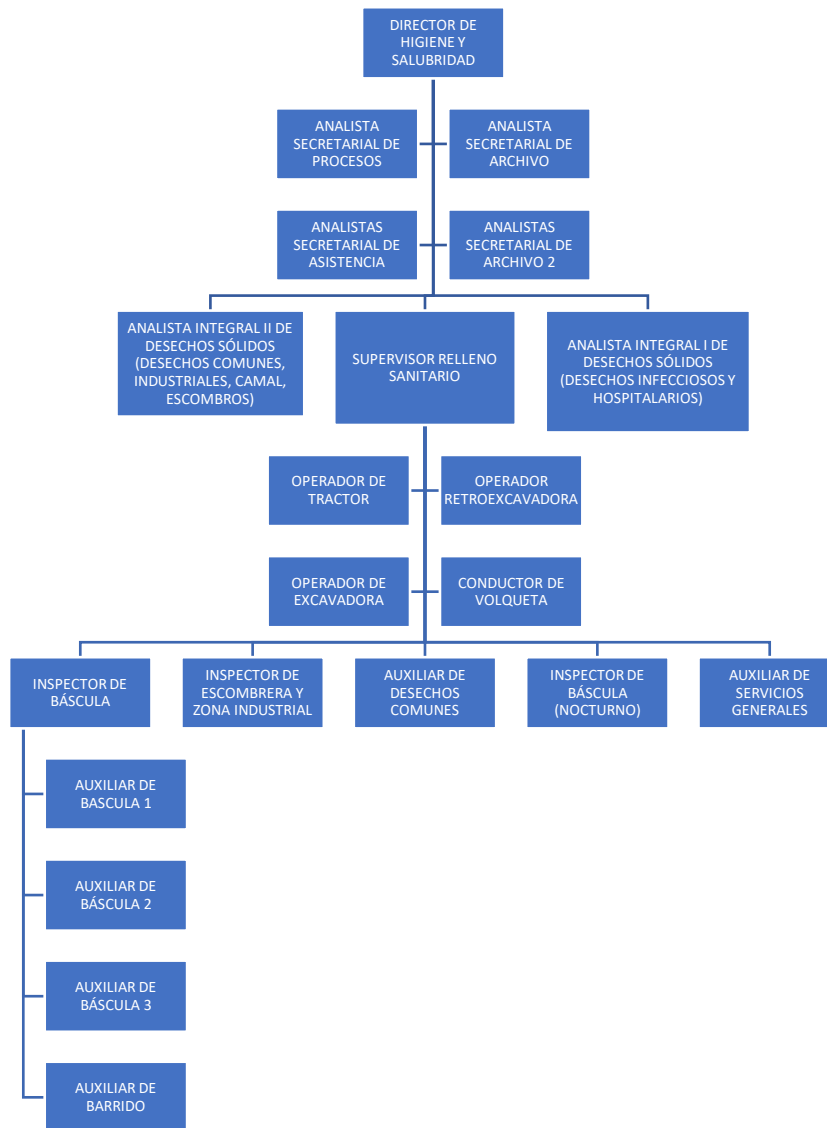 DIRECTOR DE
HIGIENE Y
SALUBRIDAD
ANALISTA
SECRETARIAL DE
PROCESOS
ANALISTA
SECRETARIAL DE
ARCHIVO
ANALISTAS
SECRETARIAL DE
ASISTENCIA
ANALISTAS
SECRETARIAL DE
ARCHIVO 2
ANALISTA INTEGRAL II DE
DESECHOS SÓLIDOS
(DESECHOS COMUNES,
INDUSTRIALES, CAMAL,
ESCOMBROS)
SUPERVISOR RELLENO
SANITARIO
ANALISTA INTEGRAL I DE
DESECHOS SÓLIDOS
(DESECHOS INFECCIOSOS Y
HOSPITALARIOS)
OPERADOR DE
TRACTOR
OPERADOR
RETROEXCAVADORA
OPERADOR DE
EXCAVADORA
CONDUCTOR DE
VOLQUETA
INSPECTOR DE
BÁSCULA
INSPECTOR DE
ESCOMBRERA Y
ZONA INDUSTRIAL
AUXILIAR DE
DESECHOS
COMUNES
INSPECTOR DE
BÁSCULA
(NOCTURNO)
AUXILIAR DE
SERVICIOS
GENERALES
AUXILIAR DE
BASCULA 1
AUXILIAR DE
BÁSCULA 2
AUXILIAR DE
BÁSCULA 3
AUXILIAR DE
BARRIDO